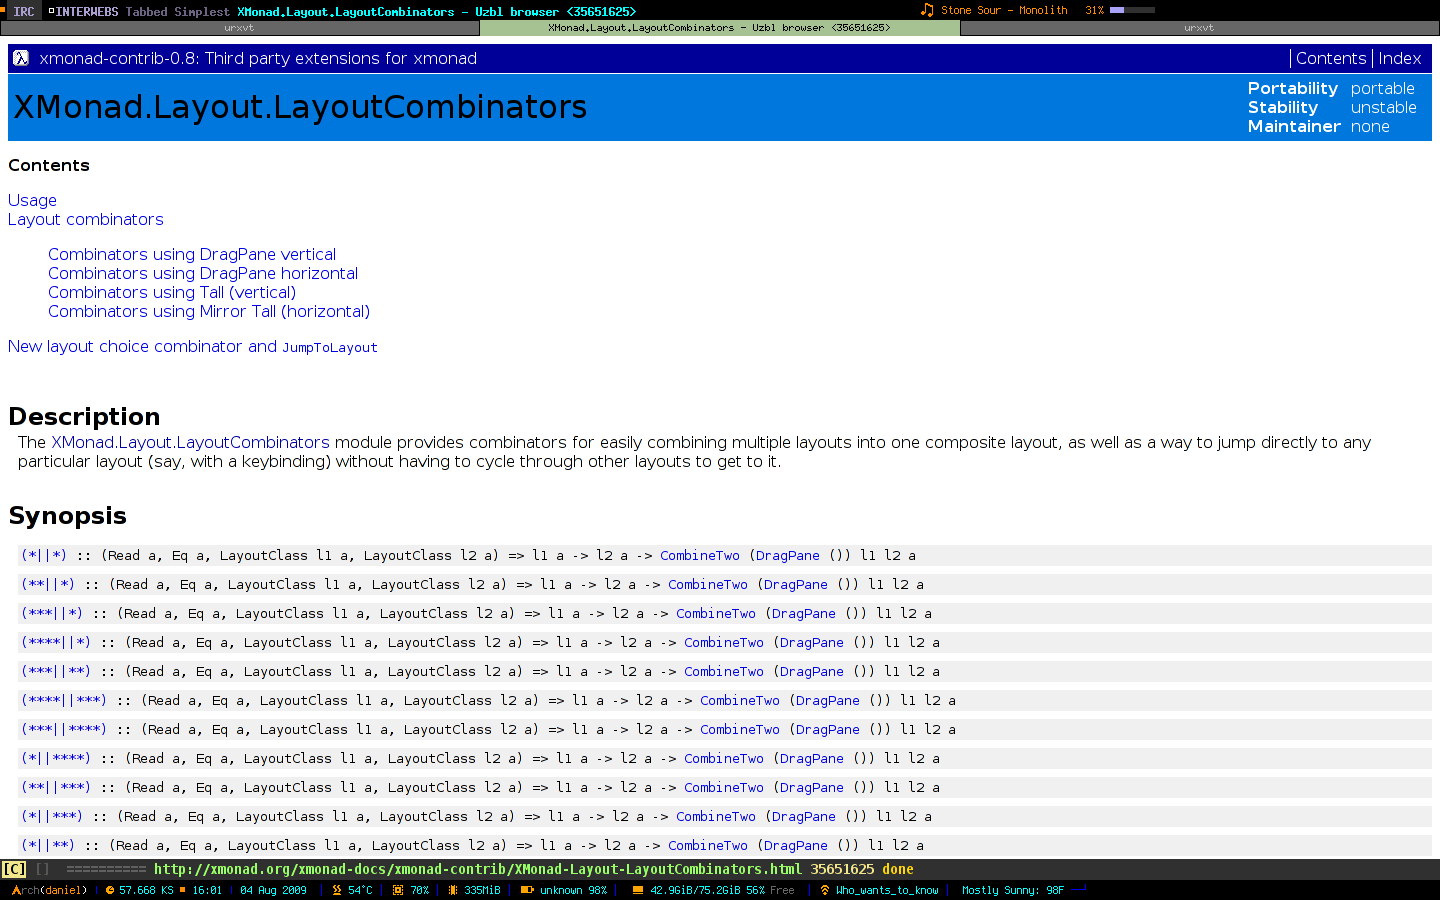 IRC INTERWEBS Tabbed Simplest XMonad.Layout.LayoutCombinators - Uzbl browser <35651625> Stone Sour - Monolith 31%
urxvt XMonad.Layout.LayoutCombinators - Uzbl browser <35651625> urxvt
xmonad-contrib-0.8: Third party extensions for xmonad Contents Index
XMonad.Layout.LayoutCombinators
Portability portable
Stability unstable
Maintainer none
Contents
Usage
Layout combinators
Combinators using DragPane vertical
Combinators using DragPane horizontal
Combinators using Tall (vertical)
Combinators using Mirror Tall (horizontal)
New layout choice combinator and JumpToLayout
Description
The XMonad.Layout.LayoutCombinators module provides combinators for easily combining multiple layouts into one composite layout, as well as a way to jump directly to any
particular layout (say, with a keybinding) without having to cycle through other layouts to get to it.
Synopsis
(*||*) :: (Read a, Eq a, LayoutClass l1 a, LayoutClass l2 a) => l1 a -> l2 a -> CombineTwo (DragPane ()) l1 l2 a
(**||*) :: (Read a, Eq a, LayoutClass l1 a, LayoutClass l2 a) => l1 a -> l2 a -> CombineTwo (DragPane ()) l1 l2 a
(***||*) :: (Read a, Eq a, LayoutClass l1 a, LayoutClass l2 a) => l1 a -> l2 a -> CombineTwo (DragPane ()) l1 l2 a
(****||*) :: (Read a, Eq a, LayoutClass l1 a, LayoutClass l2 a) => l1 a -> l2 a -> CombineTwo (DragPane ()) l1 l2 a
(***||**) :: (Read a, Eq a, LayoutClass l1 a, LayoutClass l2 a) => l1 a -> l2 a -> CombineTwo (DragPane ()) l1 l2 a
(****||***) :: (Read a, Eq a, LayoutClass l1 a, LayoutClass l2 a) => l1 a -> l2 a -> CombineTwo (DragPane ()) l1 l2 a
(***||****) :: (Read a, Eq a, LayoutClass l1 a, LayoutClass l2 a) => l1 a -> l2 a -> CombineTwo (DragPane ()) l1 l2 a
(*||****) :: (Read a, Eq a, LayoutClass l1 a, LayoutClass l2 a) => l1 a -> l2 a -> CombineTwo (DragPane ()) l1 l2 a
(**||***) :: (Read a, Eq a, LayoutClass l1 a, LayoutClass l2 a) => l1 a -> l2 a -> CombineTwo (DragPane ()) l1 l2 a
(*||***) :: (Read a, Eq a, LayoutClass l1 a, LayoutClass l2 a) => l1 a -> l2 a -> CombineTwo (DragPane ()) l1 l2 a
(*||**) :: (Read a, Eq a, LayoutClass l1 a, LayoutClass l2 a) => l1 a -> l2 a -> CombineTwo (DragPane ()) l1 l2 a
[C] [] ========== http://xmonad.org/xmonad-docs/xmonad-contrib/XMonad-Layout-LayoutCombinators.html 35651625 done
Arch(daniel) 57.668 KS 16:01 04 Aug 2009 54°C 70% 335MiB unknown 98% 42.9GiB/75.2GiB 56% Free Who_wants_to_know Mostly Sunny: 98F